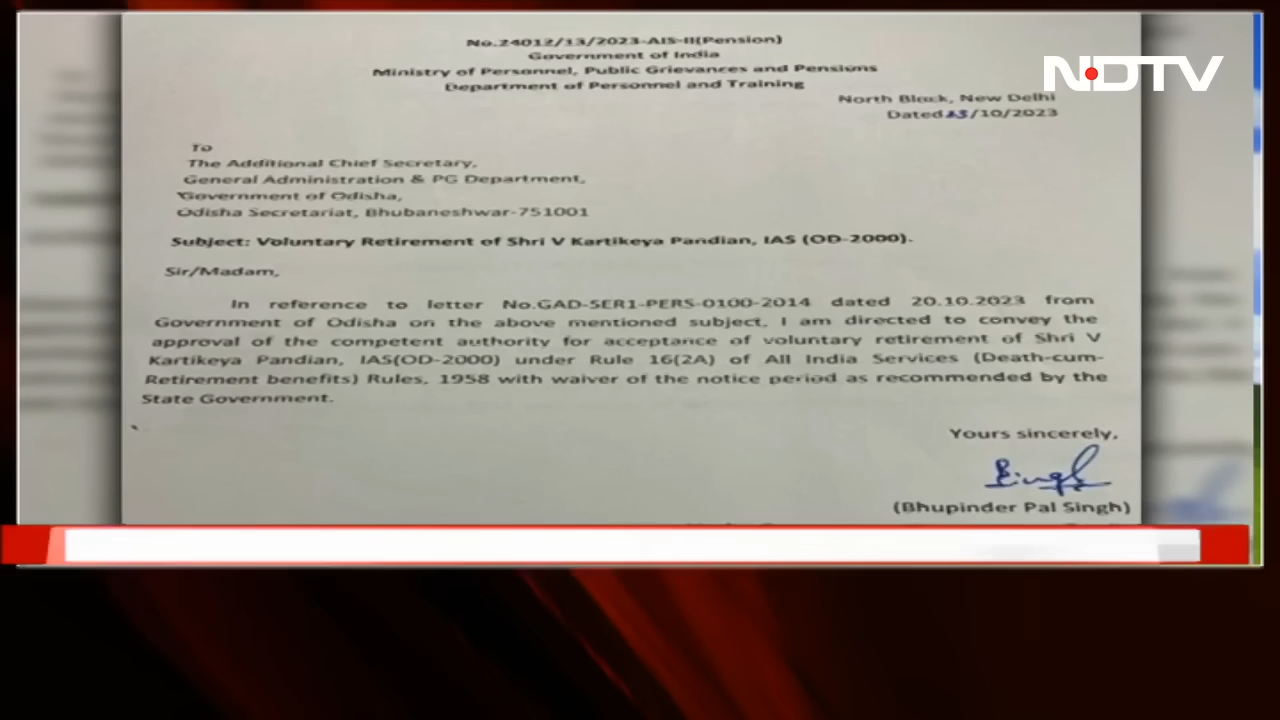 No.24012/13/2023-AIS-II(Pension)
Government of India
Ministry of Personnel, Public Grievances and Pensions
Department of Personnel and Training
NDTV
North Block, New Delhi
Dated 23/10/2023
To
The Additional Chief Secretary,
General Administration & PG Department,
Government of Odisha,
Odisha Secretariat, Bhubaneshwar-751001
Subject: Voluntary Retirement of Shri V Kartikeya Pandian, IAS (OD-2000).
Sir/Madam,
In reference to letter No.GAD-SER1-PERS-0100-2014 dated 20.10.2023 from
Government of Odisha on the above mentioned subject, I am directed to convey the
approval of the competent authority for acceptance of voluntary retirement of Shri V
Kartikeya Pandian, IAS(OD-2000) under Rule 16(2A) of All India Services (Death-cum-
Retirement benefits) Rules, 1958 with waiver of the notice period as recommended by the
State Government.
Yours sincerely,
(Bhupinder Pal Singh)